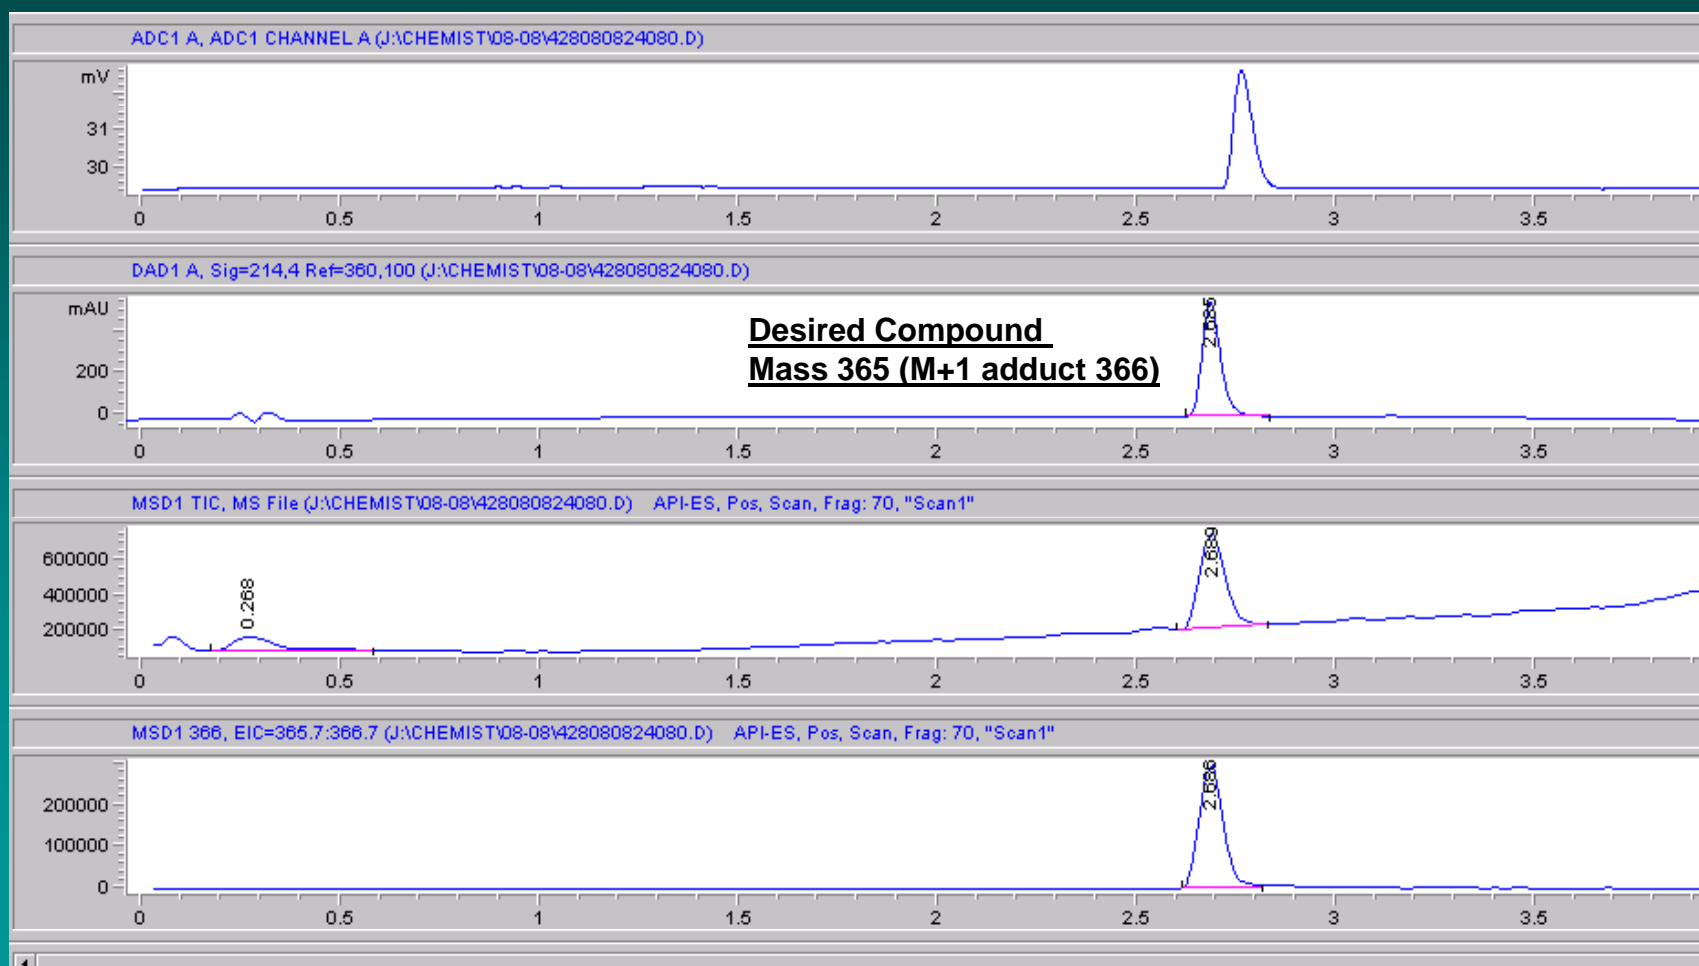 ADC1 A, ADC1 CHANNEL A (J:\CHEMIST\08-08\428080824080.D)
mV
31
30
0 0.5 1 1.5 2 2.5 3 3.5
DAD1 A, Sig=214,4 Ref=360,100 (J:\CHEMIST\08-08\428080824080.D)
mAU
2.685
Desired Compound
Mass 365 (M+1 adduct 366)
200
0
0 0.5 1 1.5 2 2.5 3 3.5
MSD1 TIC, MS File (J:\CHEMIST\08-08\428080824080.D) API-ES, Pos, Scan, Frag: 70, "Scan1"
2.689
600000
400000
0.268
200000
0 0.5 1 1.5 2 2.5 3 3.5
MSD1 366, EIC=365.7:366.7 (J:\CHEMIST\08-08\428080824080.D) API-ES, Pos, Scan, Frag: 70, "Scan1"
2.686
200000
100000
0
0 0.5 1 1.5 2 2.5 3 3.5